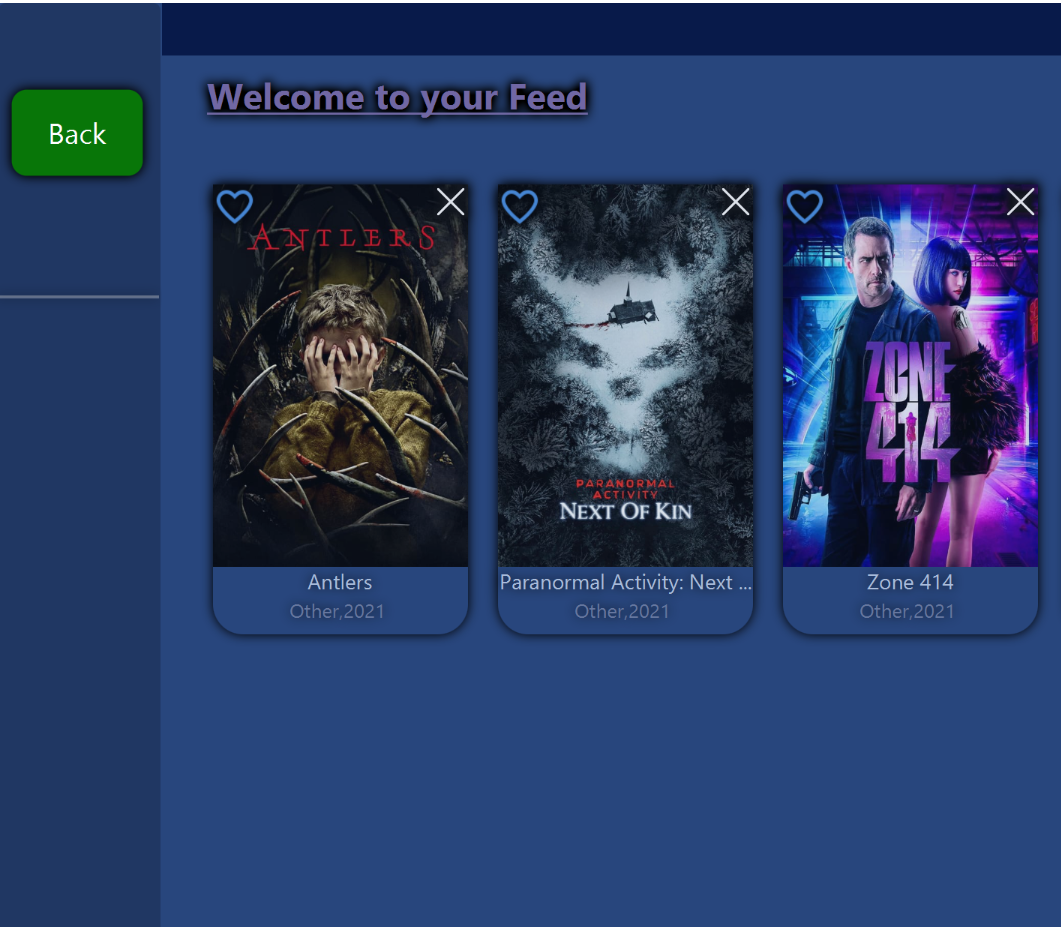 Back
Welcome to your Feed
ANTLERS
PARANORMAL
ACTIVITY
NEXT OF KIN
ZONE
414
Antlers
Paranormal Activity: Next ...
Zone 414
Other,2021
Other,2021
Other,2021